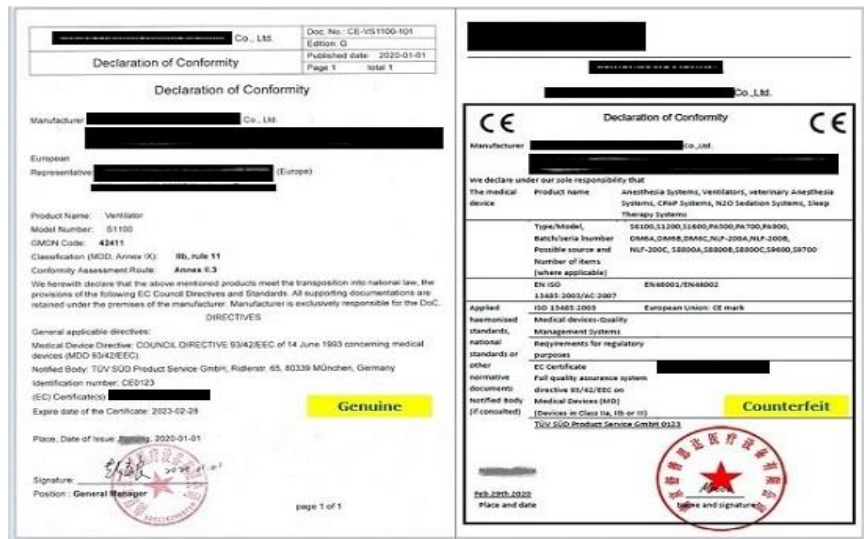 Co., Ltd.
Doc. No.: CE-VS1100-101
Edition: G
Declaration of Conformity
Published date: 2020-01-01
Page 1 total 1
Declaration of Conformity
Manufacturer: Co., Ltd.
European
Representative: (Europe)
Product Name: Ventilator
Model Number: S1100
GMDN Code: 42411
Classification (MDD, Annex IX): IIb, rule 11
Conformity Assessment Route: Annex II.3
We herewith declare that the above mentioned products meet the transposition into national law, the
provisions of the following EC Council Directives and Standards. All supporting documentations are
retained under the premises of the manufacturer. Manufacturer is exclusively responsible for the DoC.
DIRECTIVES
General applicable directives:
Medical Device Directive: COUNCIL DIRECTIVE 93/42/EEC of 14 June 1993 concerning medical
devices (MDD 93/42/EEC).
Notified Body: TÜV SÜD Product Service GmbH, Ridlerstr. 65, 80339 MÜnchen, Germany
Identification number: CE0123
(EC) Certificate(s):
Expire date of the Certificate: 2023-02-28
Genuine
Place, Date of Issue: 2020-01-01
Signature: 2020-01-01
Position: General Manager
page 1 of 1
Co.,Ltd.
CE Declaration of Conformity CE
Manufacturer Co.,Ltd.
We declare under our sole responsibility that
The medical device
Product name
Anesthesia Systems, Ventilators, veterinary Anesthesia
Systems, CPAP Systems, N2O Sedation Systems, Sleep
Therapy Systems
Type/Model,
Batch/seria lnumber
Possible source and
Number of items
(where applicable)
S6100,S1200,S1600,PA500,PA700,PA900,
DM6A,DM6B,DM6C,NLF-200A,NLF-200B,
NLF-200C, S8800A,S8800B,S8800C,S9600,S9700
EN ISO
13485:2003/AC:2007
EN46001/EN46002
Applied
haemonised
standards,
national
standards or
other
normative
documents
ISO 13485:2003 European Union: CE mark
Medical devices-Quality
Management Systems
Requirements for regulatory
purposes
EC Certificate
Full quality assurance system
directive 93/42/EEC on
Notified Body
(if consulted)
Medical Devices (MD)
(Devices in Class IIa, IIb or III)
TÜV SÜD Product Service GmbH 0123
Counterfeit
Feb.29th.2020
Place and date
Name and signature